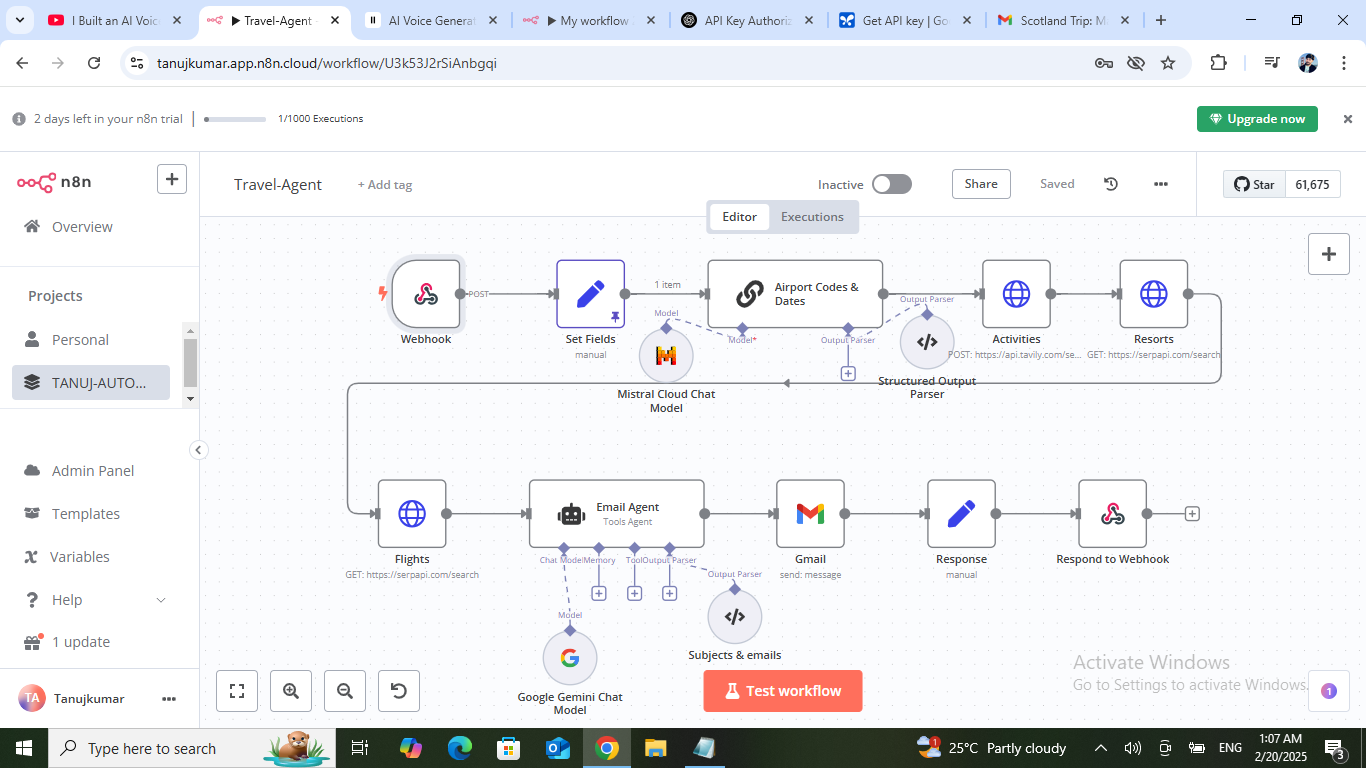 I Built an AI Voic
Travel-Agent
AI Voice Generat
My workflow
API Key Authoriz
Get API key | Go
Scotland Trip: M
tanujkumar.app.n8n.cloud/workflow/U3k53J2rSiAnbgqi
2 days left in your n8n trial
1/1000 Executions
Upgrade now
n8n
Travel-Agent
+ Add tag
Inactive
Share
Saved
Star
61,675
Editor
Executions
Overview
Projects
Personal
TANUJ-AUTO...
Admin Panel
Templates
Variables
Help
1 update
TA
Tanujkumar
POST
Webhook
Set Fields
manual
1 item
Airport Codes &
Dates
Model
Model*
Output Parser
Output Parser
Mistral Cloud Chat
Model
Structured Output
Parser
Activities
POST: https://api.tavily.com/se...
Resorts
GET: https://serpapi.com/search
Flights
GET: https://serpapi.com/search
Email Agent
Tools Agent
Chat Model
Memory
Tool
Output Parser
Output Parser
Model
Google Gemini Chat
Model
Subjects & emails
Gmail
send: message
Response
manual
Respond to Webhook
Test workflow
Activate Windows
Go to Settings to activate Windows.
1
Type here to search
1
25°C Partly cloudy
ENG
1:07 AM
2/20/2025
3